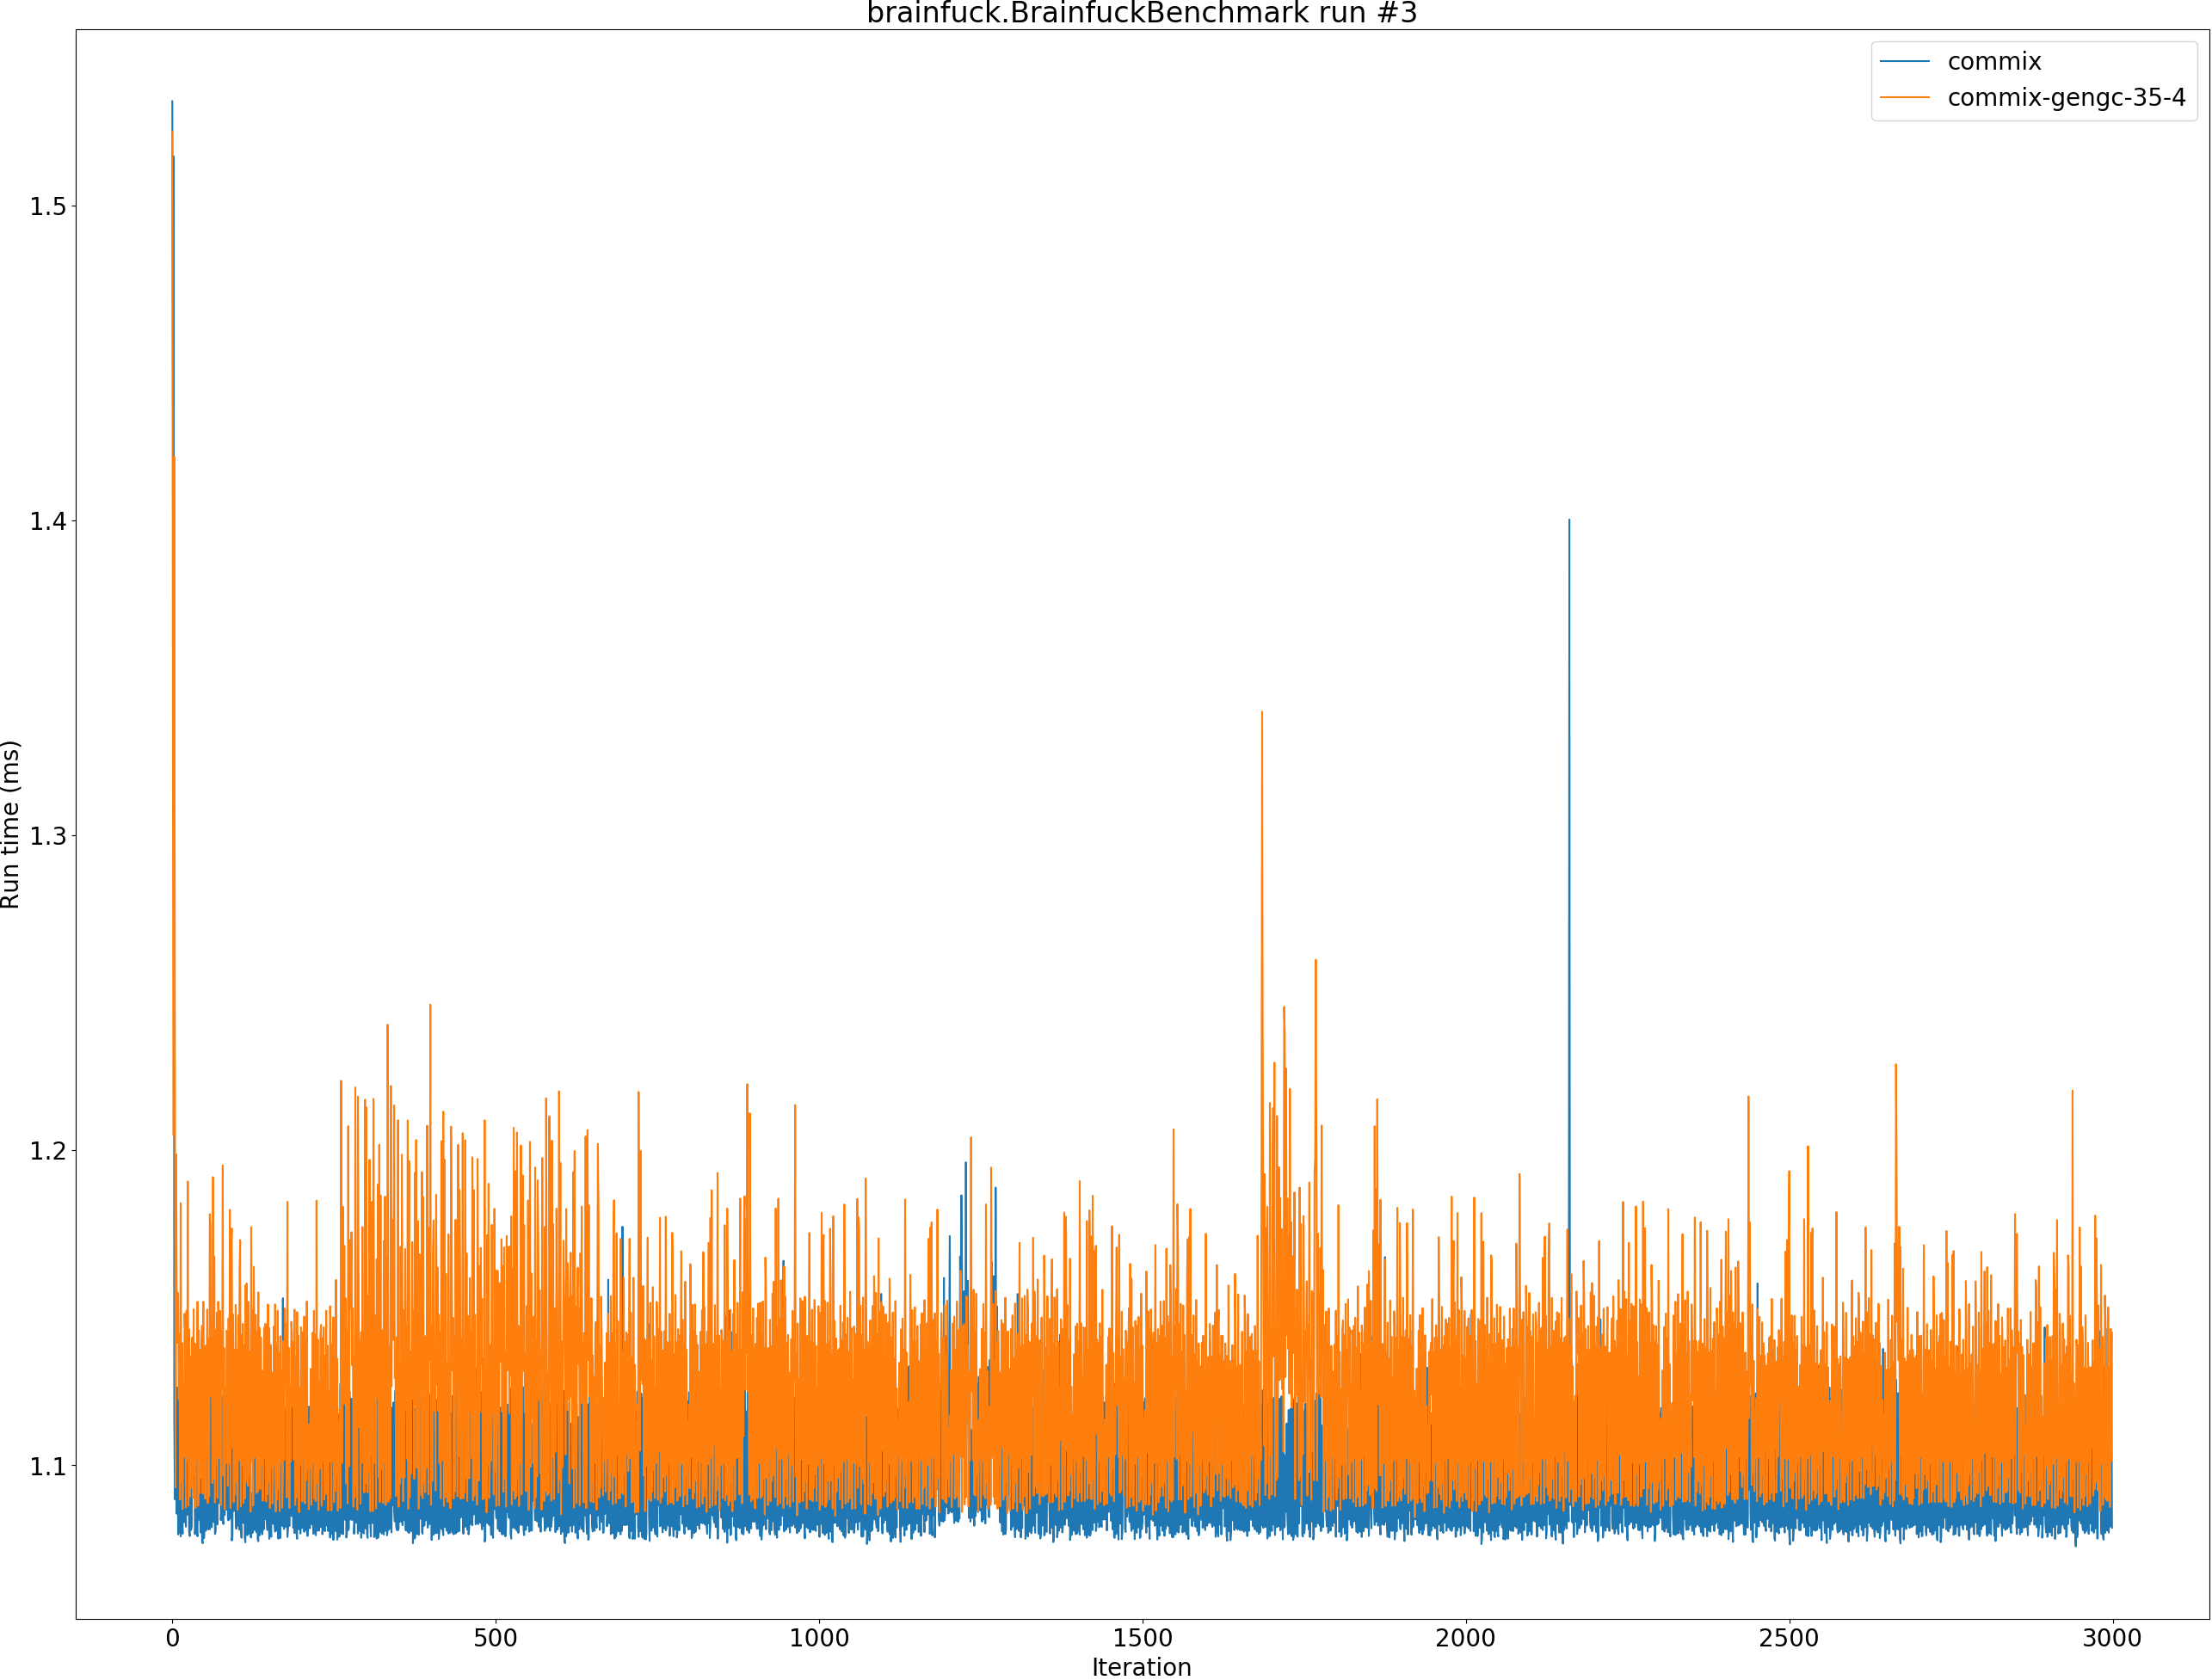 brainfuck.BrainfuckBenchmark run #3
commix
commix-gengc-35-4
Run time (ms)
1.5
1.4
1.3
1.2
1.1
0 500 1000 1500 2000 2500 3000
Iteration